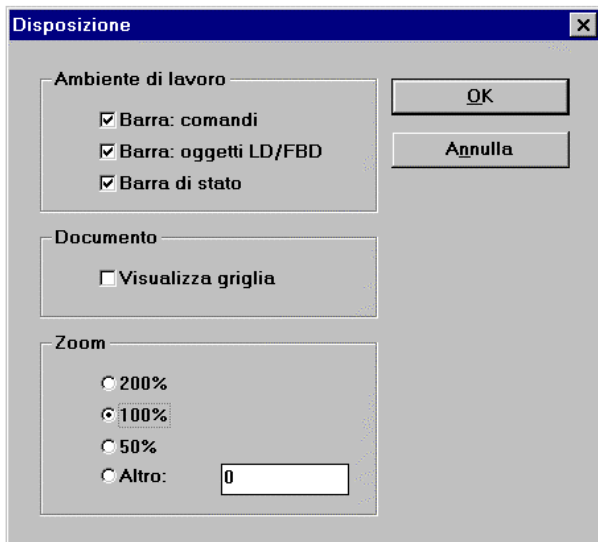 Disposizione
Ambiente di lavoro
Barra: comandi
Barra: oggetti LD/FBD
Barra di stato
OK
Annulla
Documento
Visualizza griglia
Zoom
200%
100%
50%
Altro: 0